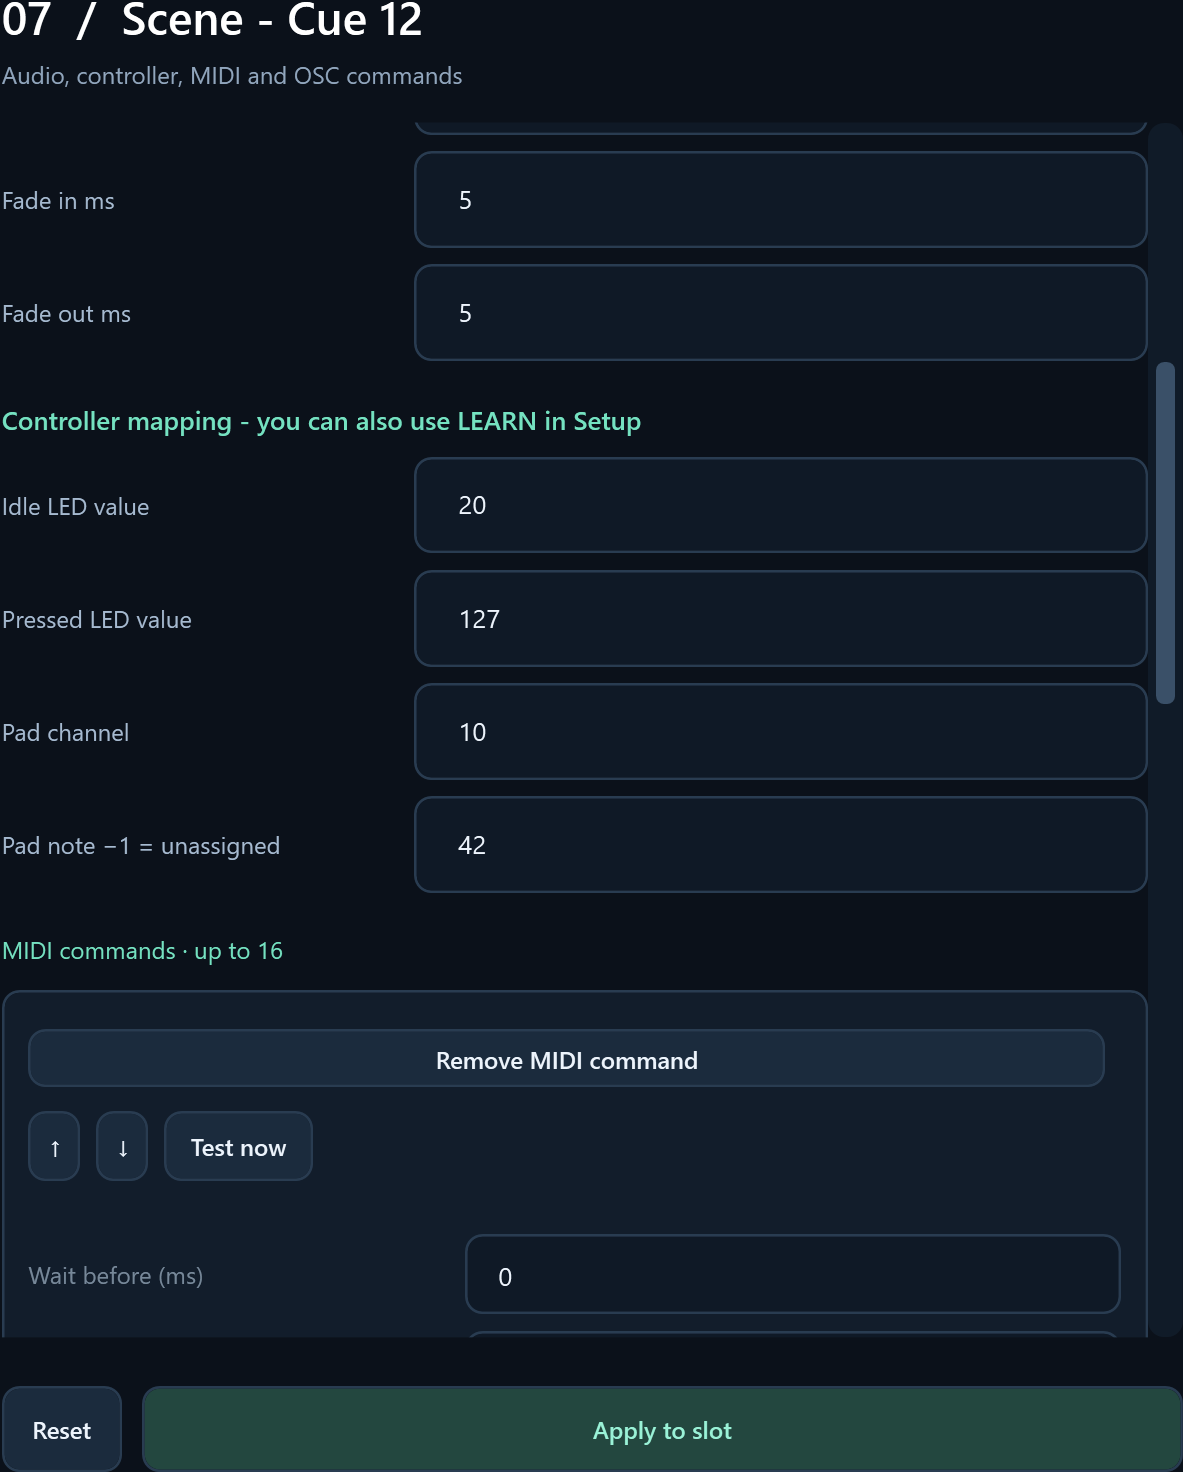 07 / Scene - Cue 12
Audio, controller, MIDI and OSC commands
Fade in ms
5
Fade out ms
5
Controller mapping - you can also use LEARN in Setup
Idle LED value
20
Pressed LED value
127
Pad channel
10
Pad note −1 = unassigned
42
MIDI commands · up to 16
Remove MIDI command
↑ ↓ Test now
Wait before (ms)
0
Reset
Apply to slot